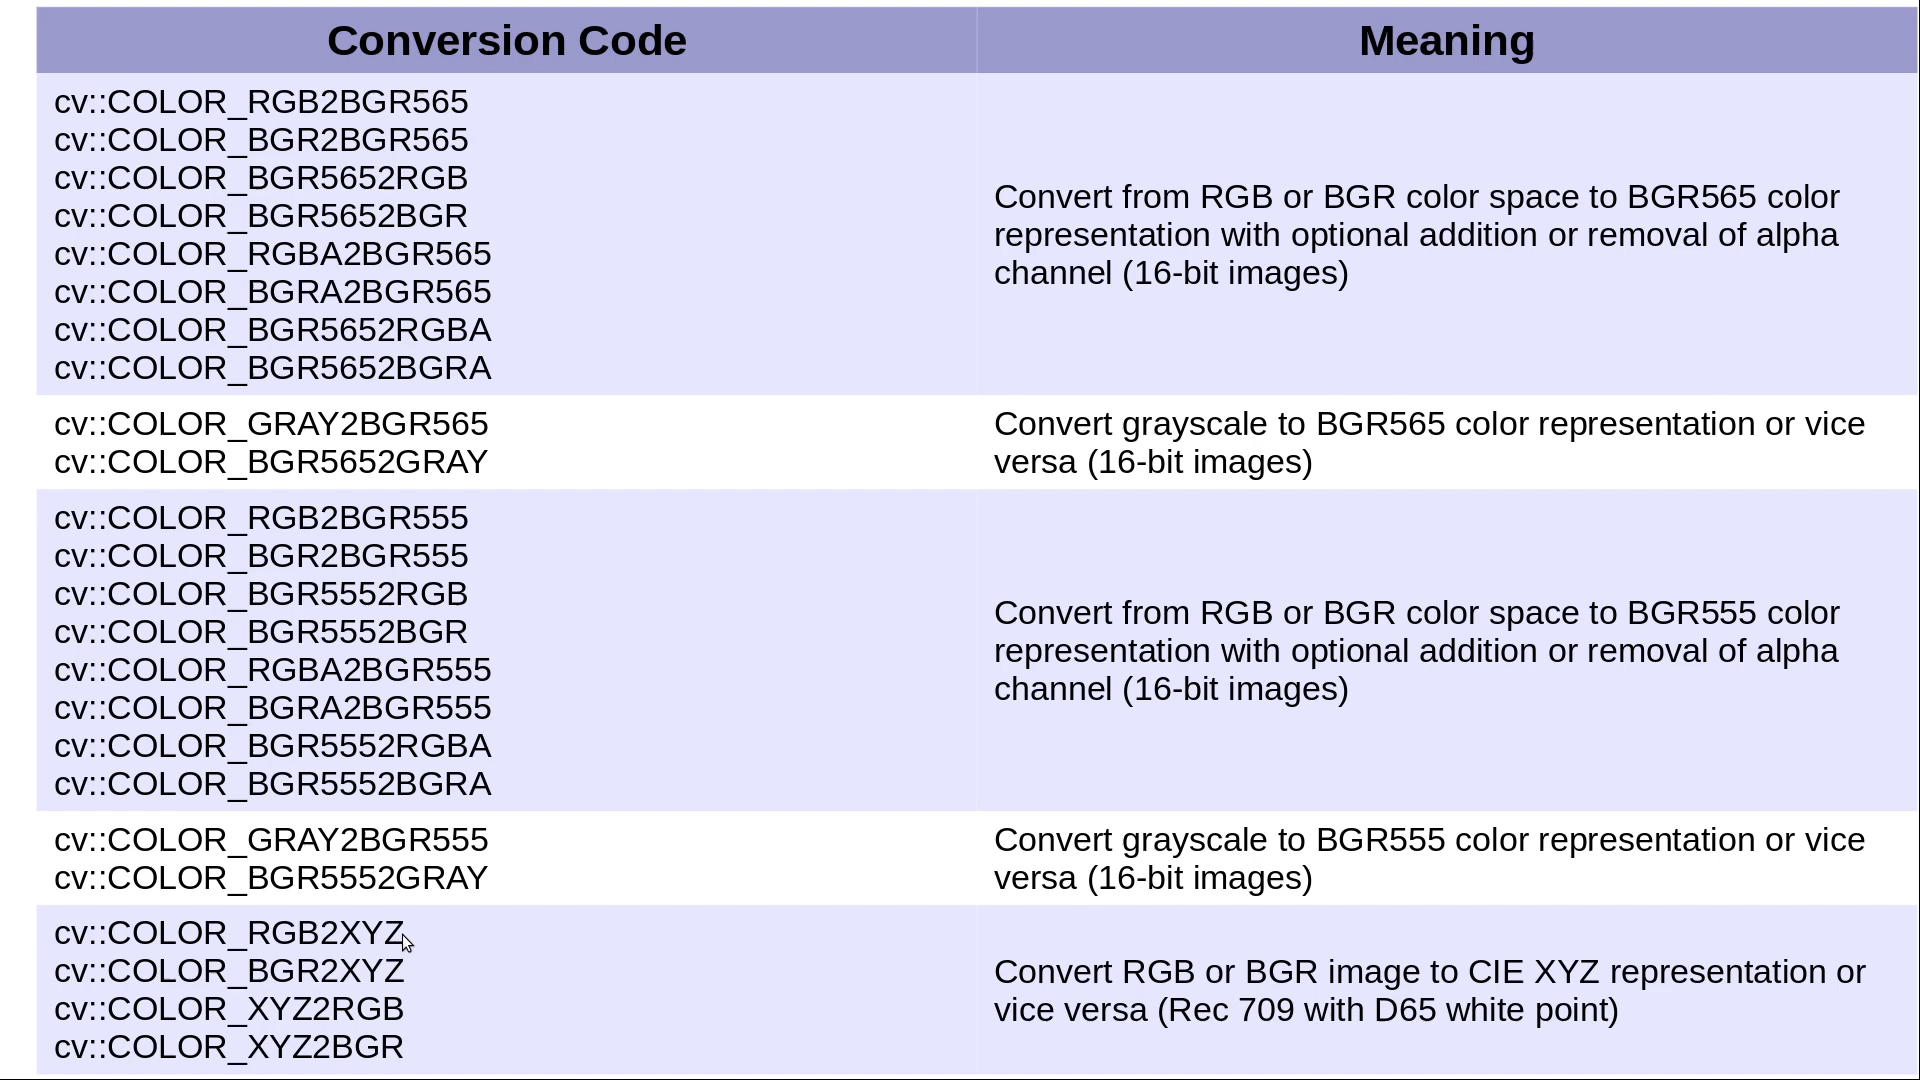 Conversion Code
Meaning
cv::COLOR_RGB2BGR565
cv::COLOR_BGR2BGR565
cv::COLOR_BGR5652RGB
cv::COLOR_BGR5652BGR
cv::COLOR_RGBA2BGR565
cv::COLOR_BGRA2BGR565
cv::COLOR_BGR5652RGBA
cv::COLOR_BGR5652BGRA
Convert from RGB or BGR color space to BGR565 color
representation with optional addition or removal of alpha
channel (16-bit images)
cv::COLOR_GRAY2BGR565
cv::COLOR_BGR5652GRAY
Convert grayscale to BGR565 color representation or vice
versa (16-bit images)
cv::COLOR_RGB2BGR555
cv::COLOR_BGR2BGR555
cv::COLOR_BGR5552RGB
cv::COLOR_BGR5552BGR
cv::COLOR_RGBA2BGR555
cv::COLOR_BGRA2BGR555
cv::COLOR_BGR5552RGBA
cv::COLOR_BGR5552BGRA
Convert from RGB or BGR color space to BGR555 color
representation with optional addition or removal of alpha
channel (16-bit images)
cv::COLOR_GRAY2BGR555
cv::COLOR_BGR5552GRAY
Convert grayscale to BGR555 color representation or vice
versa (16-bit images)
cv::COLOR_RGB2XYZ
cv::COLOR_BGR2XYZ
cv::COLOR_XYZ2RGB
cv::COLOR_XYZ2BGR
Convert RGB or BGR image to CIE XYZ representation or
vice versa (Rec 709 with D65 white point)